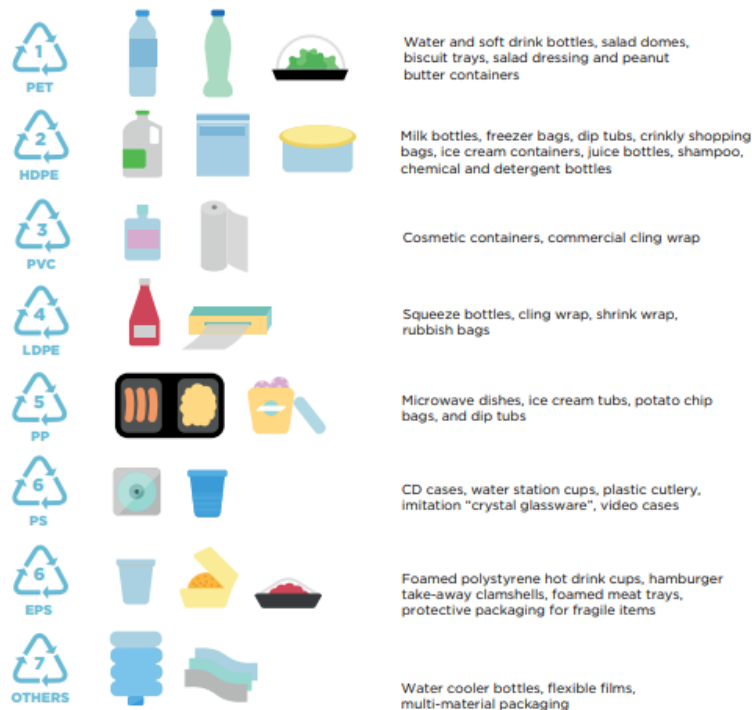 1
PET
Water and soft drink bottles, salad domes,
biscuit trays, salad dressing and peanut
butter containers
2
HDPE
Milk bottles, freezer bags, dip tubs, crinkly shopping
bags, ice cream containers, juice bottles, shampoo,
chemical and detergent bottles
3
PVC
Cosmetic containers, commercial cling wrap
4
LDPE
Squeeze bottles, cling wrap, shrink wrap,
rubbish bags
5
PP
Microwave dishes, ice cream tubs, potato chip
bags, and dip tubs
6
PS
CD cases, water station cups, plastic cutlery,
imitation “crystal glassware”, video cases
6
EPS
Foamed polystyrene hot drink cups, hamburger
take-away clamshells, foamed meat trays,
protective packaging for fragile items
7
OTHERS
Water cooler bottles, flexible films,
multi-material packaging